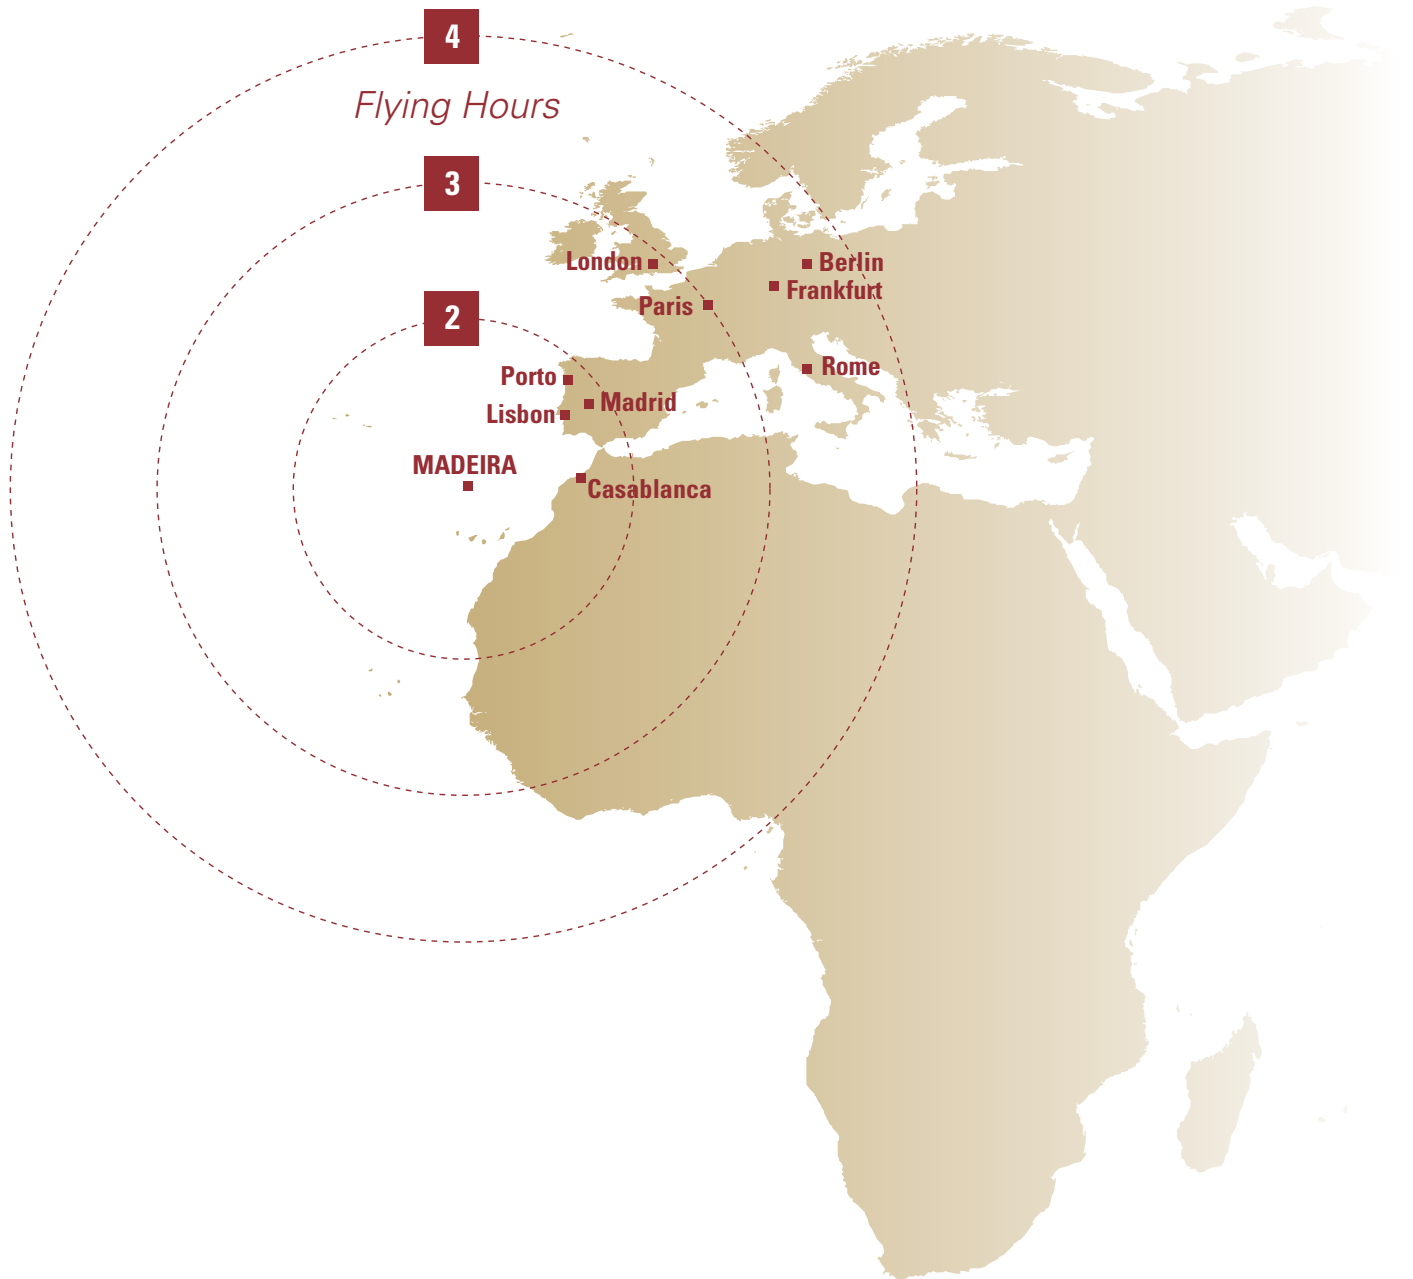 4
Flying Hours
3
London
Berlin
Frankfurt
Paris
2
Rome
Porto
Madrid
Lisbon
MADEIRA
Casablanca